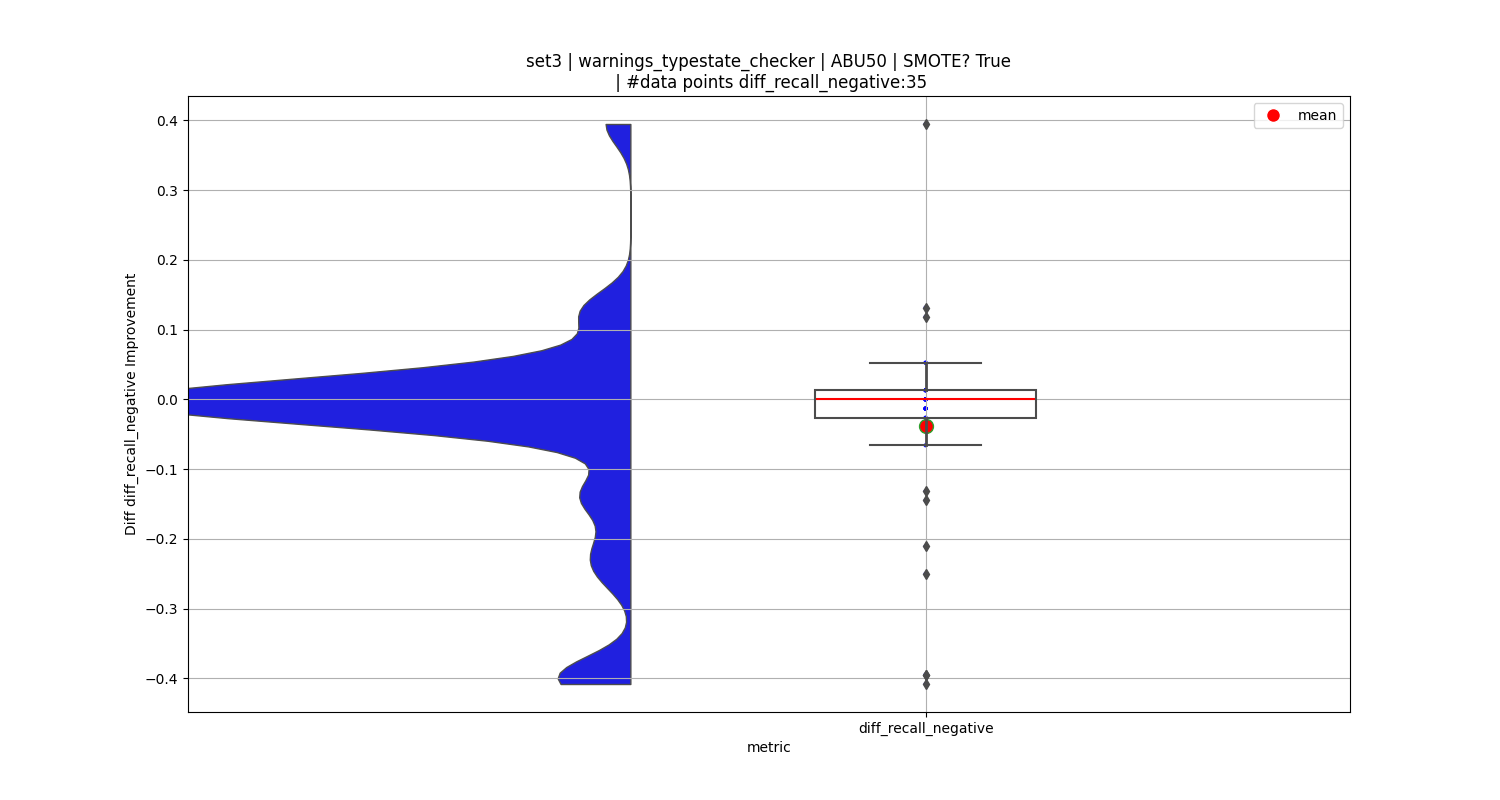 set3 | warnings_typestate_checker | ABU50 | SMOTE? True
| #data points diff_recall_negative:35
mean
0.4
0.3
0.2
0.1
0.0
−0.1
−0.2
−0.3
−0.4
Diff diff_recall_negative Improvement
diff_recall_negative
metric